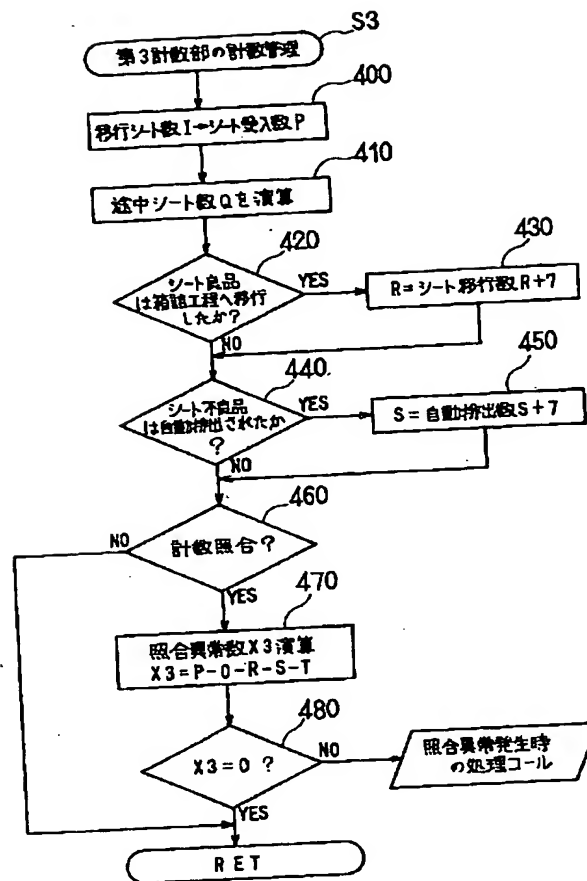 S3
第3計数部の計数管理
400
移行シート数I→シート受入数P
410
途中シート数Qを演算
420
シート良品
は箱詰工程へ移行
したか?
YES
NO
430
R=シート移行数R+7
440
シート不良品
は自動排出されたか
?
YES
NO
450
S=自動排出数S+7
460
計数照合?
NO
YES
470
照合異常数X3演算
X3=P-Q-R-S-T
480
X3=0 ?
NO
YES
照合異常発生時
の処理コール
RET